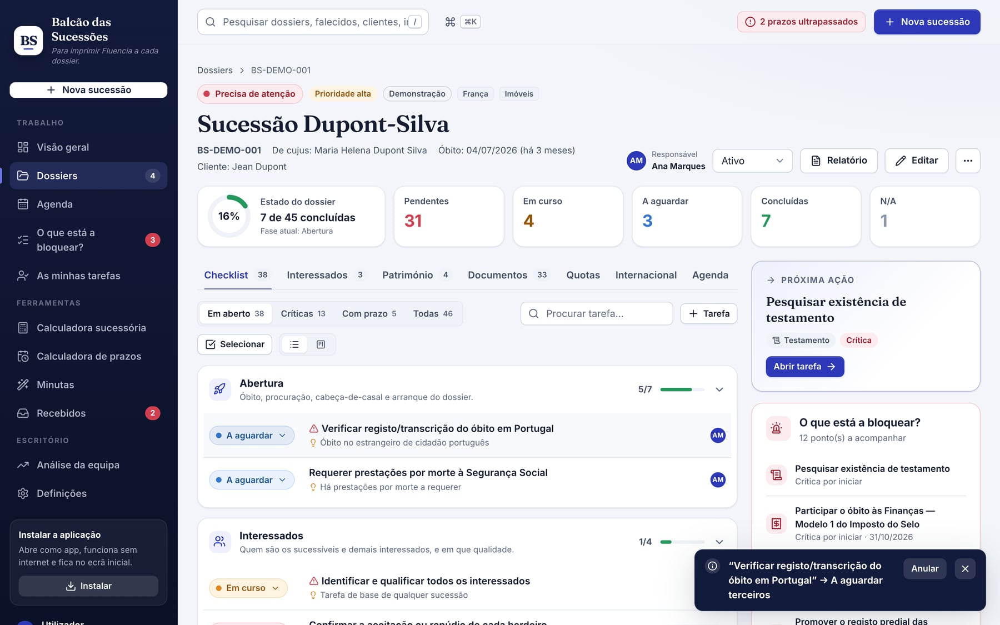 BS
Balcão das
Sucessões
Para imprimir Fluencia a cada
dossier.
+ Nova sucessão
TRABALHO
Visão geral
Dossiers 4
Agenda
O que está a
bloquear? 3
As minhas tarefas
FERRAMENTAS
Calculadora sucessória
Calculadora de prazos
Minutas
Recebidos 2
ESCRITÓRIO
Análise da equipa
Definições
Instalar a aplicação
Abre como app, funciona sem
internet e fica no ecrã inicial.
Instalar
Utilizador
Pesquisar dossiers, falecidos, clientes, i /
⌘ ⌘K
2 prazos ultrapassados
+ Nova sucessão
Dossiers > BS-DEMO-001
Precisa de atenção Prioridade alta Demonstração França Imóveis
Sucessão Dupont-Silva
BS-DEMO-001 De cujus: Maria Helena Dupont Silva Óbito: 04/07/2026 (há 3 meses)
Cliente: Jean Dupont
AM Responsável
Ana Marques
Ativo
Relatório
Editar
···
16%
Estado do dossier
7 de 45 concluídas
Fase atual: Abertura
Pendentes
31
Em curso
4
A aguardar
3
Concluídas
7
N/A
1
Checklist 38 Interessados 3 Património 4 Documentos 33 Quotas Internacional Agenda
Em aberto 38 Críticas 13 Com prazo 5 Todas 46
Procurar tarefa...
+ Tarefa
Selecionar
Abertura
Óbito, procuração, cabeça-de-casal e arranque do dossier.
5/7
A aguardar
Verificar registo/transcrição do óbito em Portugal
Óbito no estrangeiro de cidadão português
AM
A aguardar
Requerer prestações por morte à Segurança Social
Há prestações por morte a requerer
AM
Interessados
Quem são os sucessíveis e demais interessados, e em que qualidade.
1/4
Em curso
Identificar e qualificar todos os interessados
Tarefa de base de qualquer sucessão
Confirmar a aceitação ou repúdio de cada herdeiro
→ PRÓXIMA AÇÃO
Pesquisar existência de
testamento
Testamento Crítica
Abrir tarefa →
O que está a bloquear?
12 ponto(s) a acompanhar
Pesquisar existência de testamento
Crítica por iniciar
Participar o óbito às Finanças —
Modelo 1 do Imposto do Selo
Crítica por iniciar · 31/10/2026
“Verificar registo/transcrição do
óbito em Portugal” → A aguardar
terceiros
Anular
Promover o registo predial das